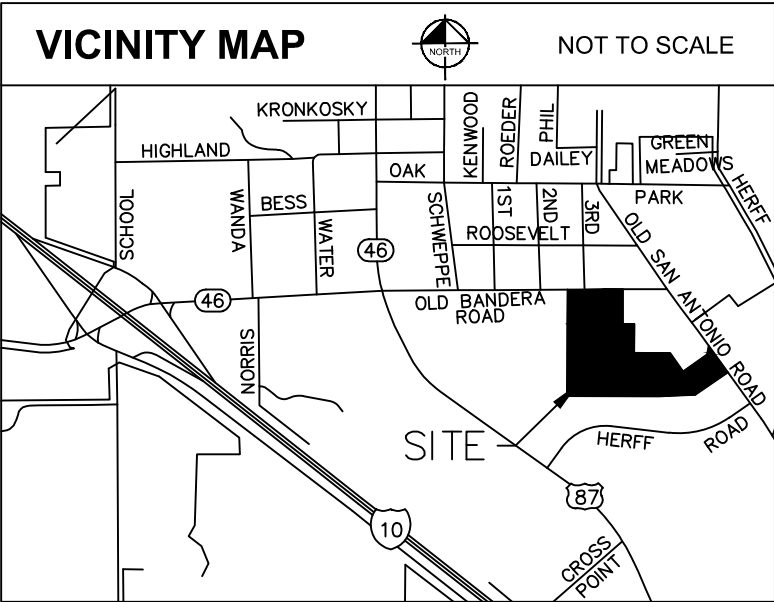 VICINITY MAP
NORTH
NOT TO SCALE
KRONKOSKY
KENWOOD
ROEDER
PHIL
DAILEY
GREEN
MEADOWS
HERFF
HIGHLAND
OAK
PARK
SCHOOL
WANDA
BESS
WATER
46
SCHWEPPE
1ST
2ND
3RD
ROOSEVELT
OLD SAN ANTONIO ROAD
46
OLD BANDERA
ROAD
NORRIS
SITE
HERFF
ROAD
87
10
CROSS
POINT